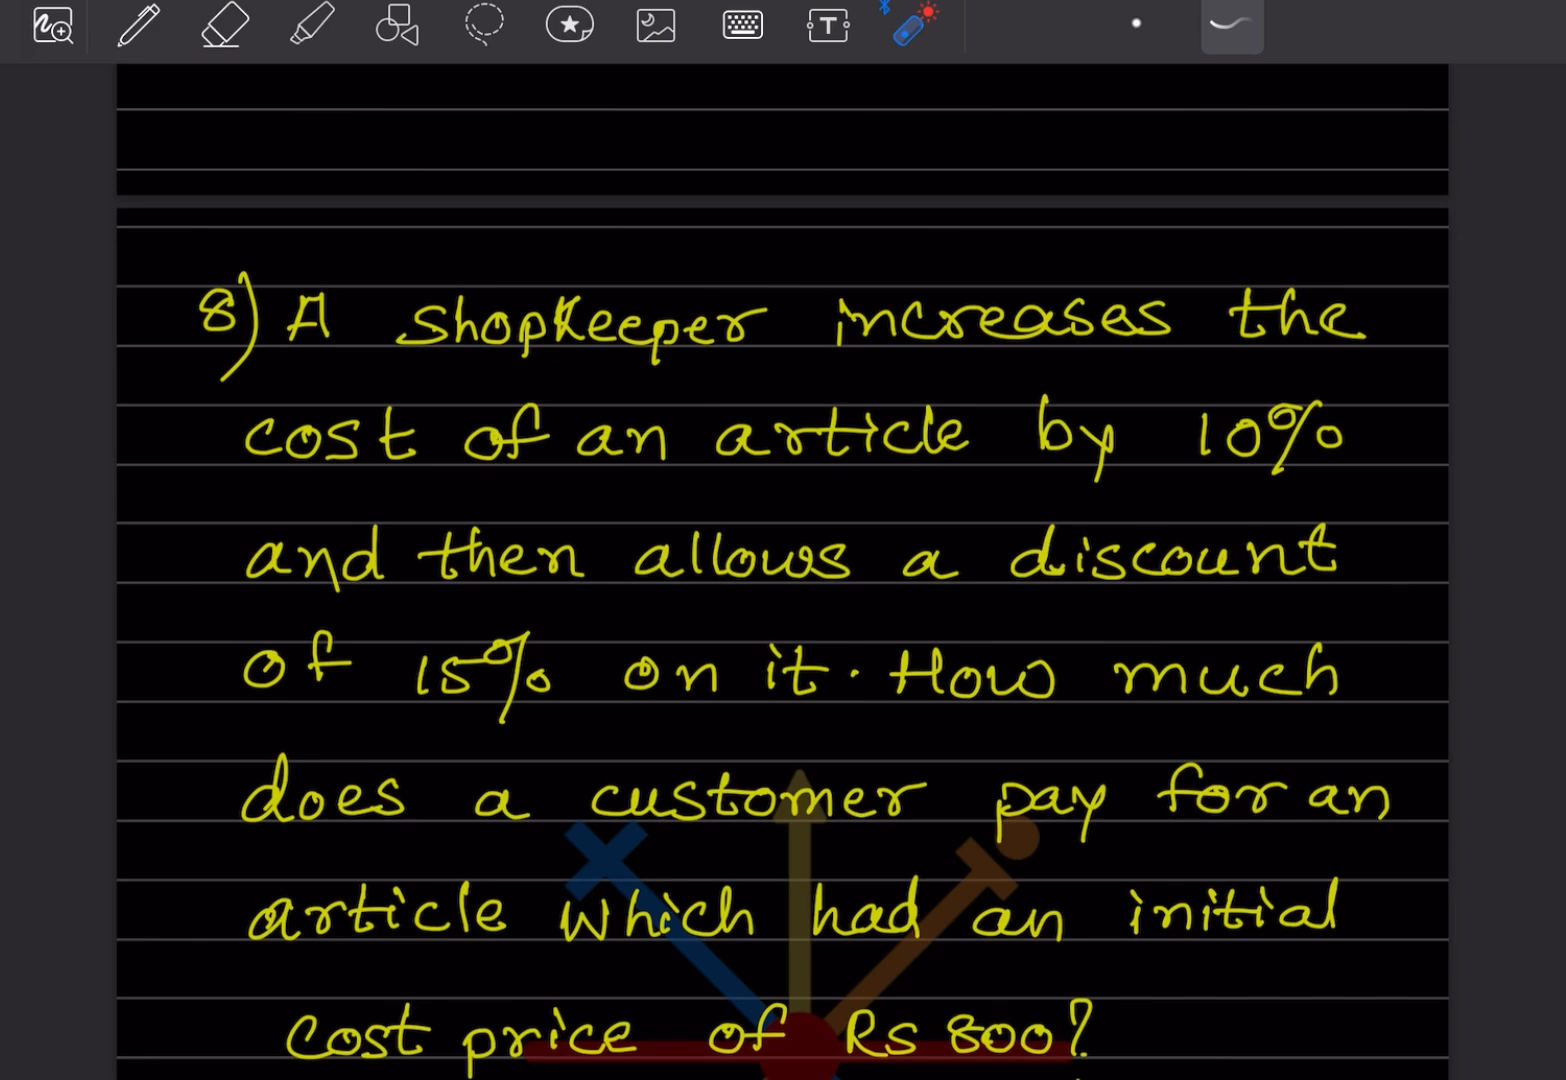 8) A shopkeeper increases the
cost of an article by 10%
and then allows a discount
of 15% on it. How much
does a customer pay for an
article which had an initial
cost price of Rs 800?